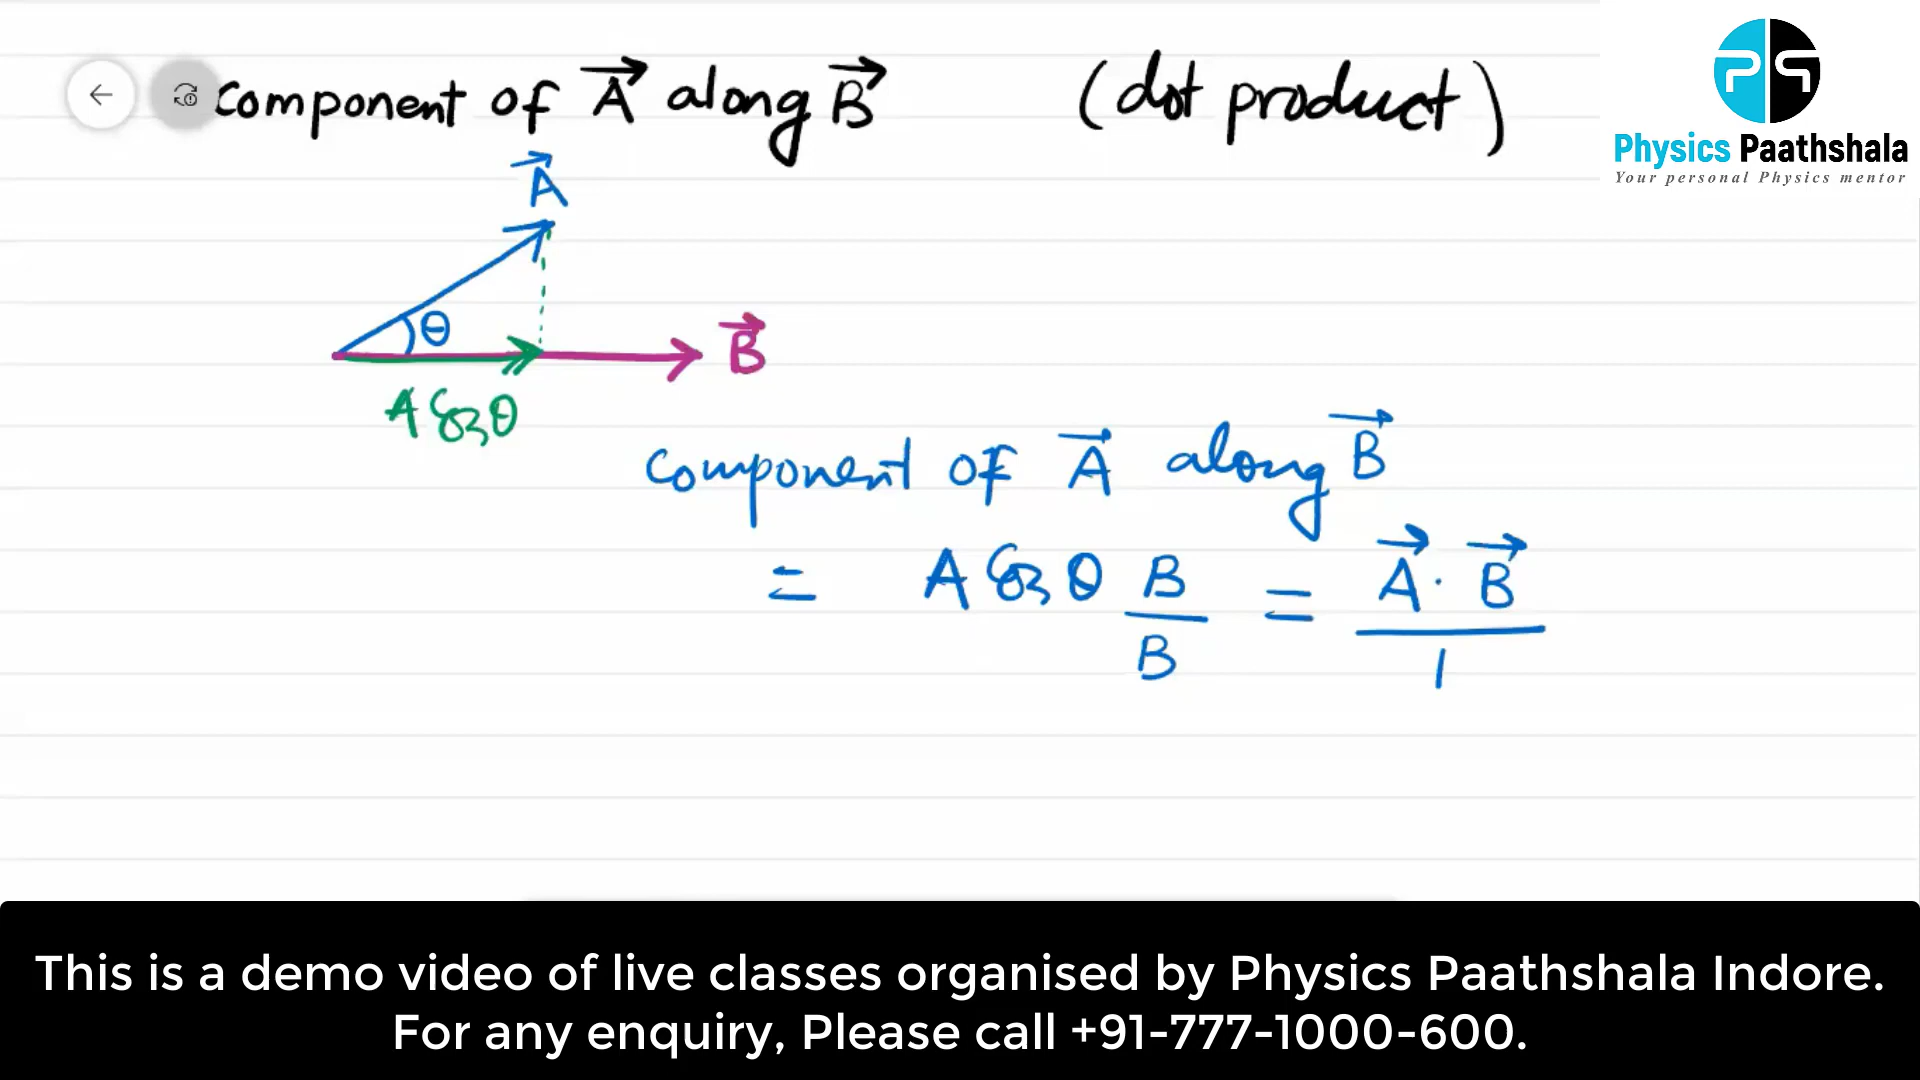 component of A⃗ along B⃗ (dot product)
PS
Physics Paathshala
Your personal Physics mentor
A⃗
θ
B⃗
A cos θ
component of A⃗ along B⃗
= A cos θ B/B = A⃗ · B⃗/1
This is a demo video of live classes organised by Physics Paathshala Indore.
For any enquiry, Please call +91-777-1000-600.